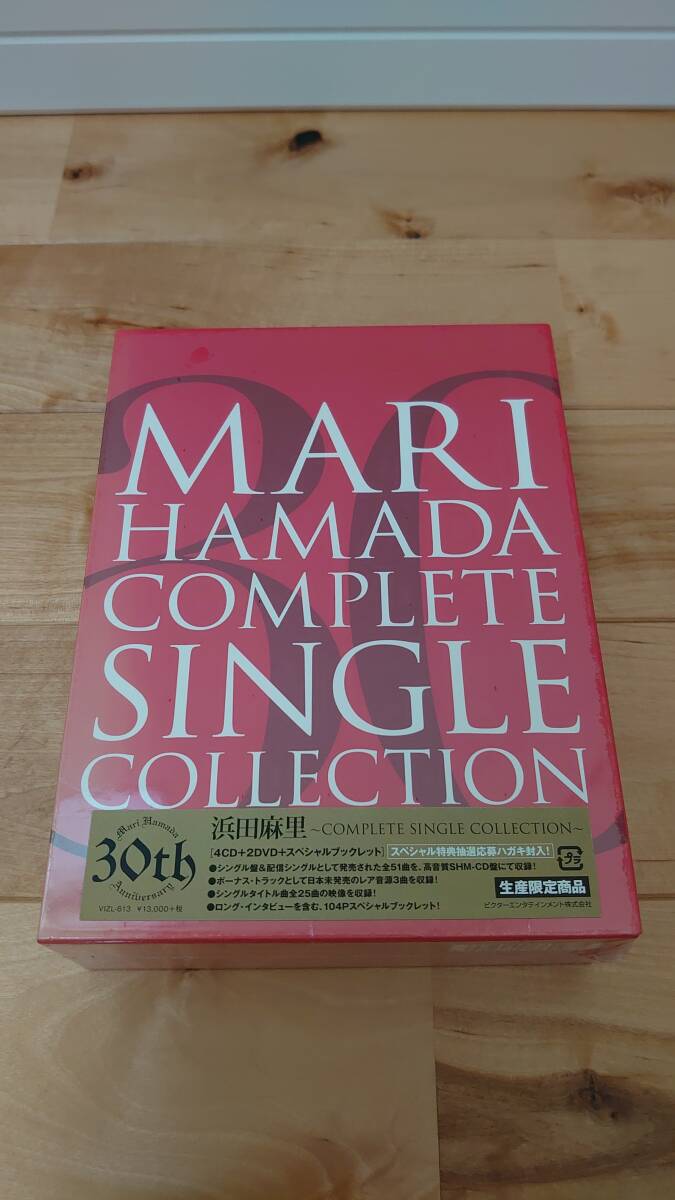 30
MARI
HAMADA
COMPLETE
SINGLE
COLLECTION
Mari Hamada
30th
Anniversary
VIZL-613 ¥13,000+税
浜田麻里 ~COMPLETE SINGLE COLLECTION~
[4CD+2DVD+スペシャルブックレット] スペシャル特典抽選応募ハガキ封入!
●シングル盤&配信シングルとして発売された全51曲を、高音質SHM-CD盤にて収録!
●ボーナス・トラックとして日本未発売のレア音源3曲を収録!
●シングルタイトル曲全25曲の映像を収録!
●ロング・インタビューを含む、104Pスペシャルブックレット!
プラ
生産限定商品
ビクターエンタテインメント株式会社